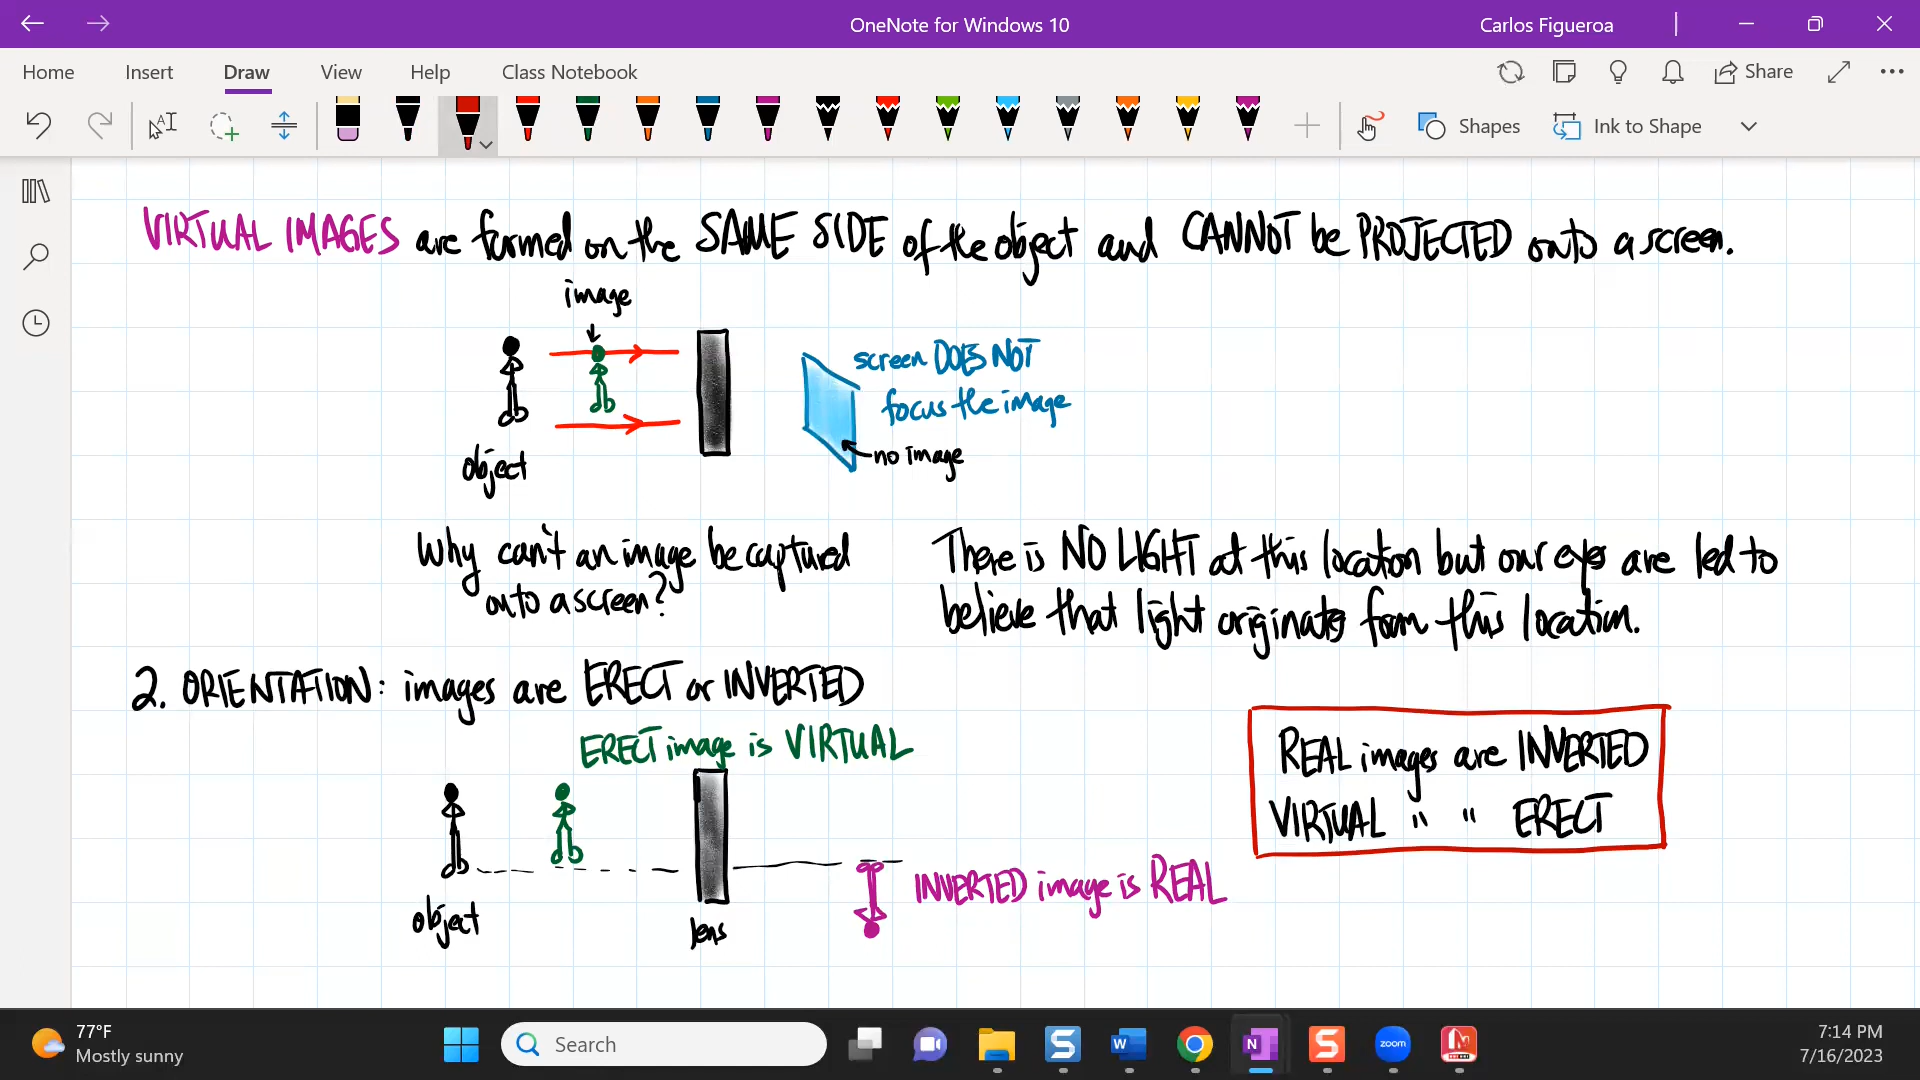 OneNote for Windows 10
Carlos Figueroa
Home Insert Draw View Help Class Notebook
Share
Shapes
Ink to Shape
VIRTUAL IMAGES are formed on the SAME SIDE of the object and CANNOT be PROJECTED onto a screen.
image
screen DOES NOT
focus the image
no image
object
Why can't an image be captured
onto a screen?
There is NO LIGHT at this location but our eyes are led to
believe that light originates from this location.
2. ORIENTATION: images are ERECT or INVERTED
ERECT image is VIRTUAL
REAL images are INVERTED
VIRTUAL " " ERECT
INVERTED image is REAL
object
lens
77°F
Mostly sunny
Search
zoom
7:14 PM
7/16/2023